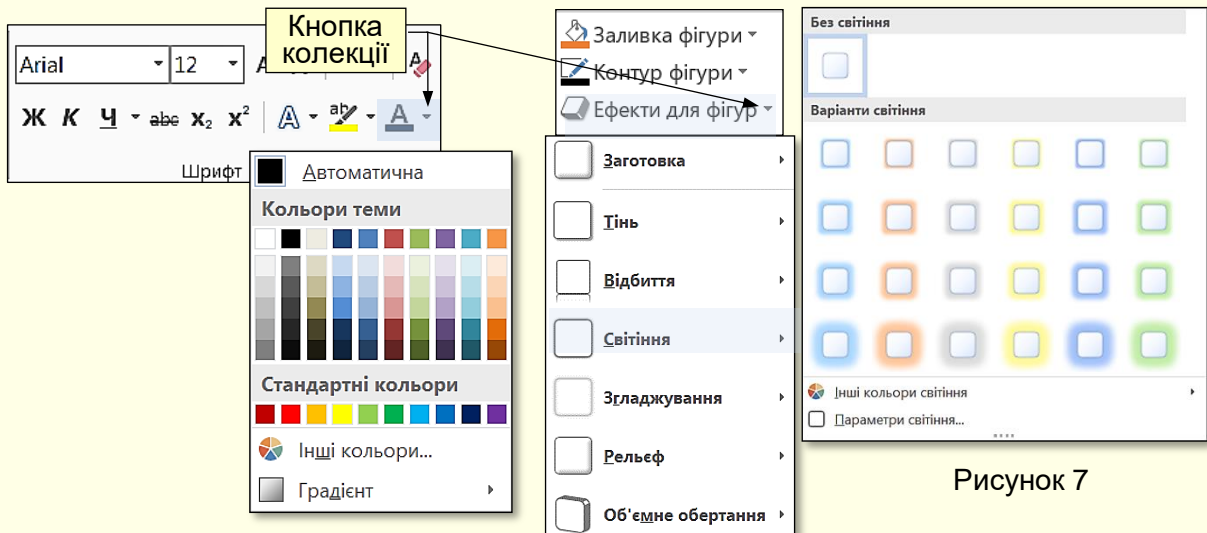 Кнопка
колекції
Arial
12
Ж К Ч abc x₂ x² A ab A
Шрифт
Автоматична
Кольори теми
Стандартні кольори
Інші кольори...
Градієнт
Заливка фігури
Контур фігури
Ефекти для фігур
Заготовка
Тінь
Відбиття
Світіння
Згладжування
Рельєф
Об'ємне обертання
Без світіння
Варіанти світіння
Інші кольори світіння
Параметри світіння...
Рисунок 7